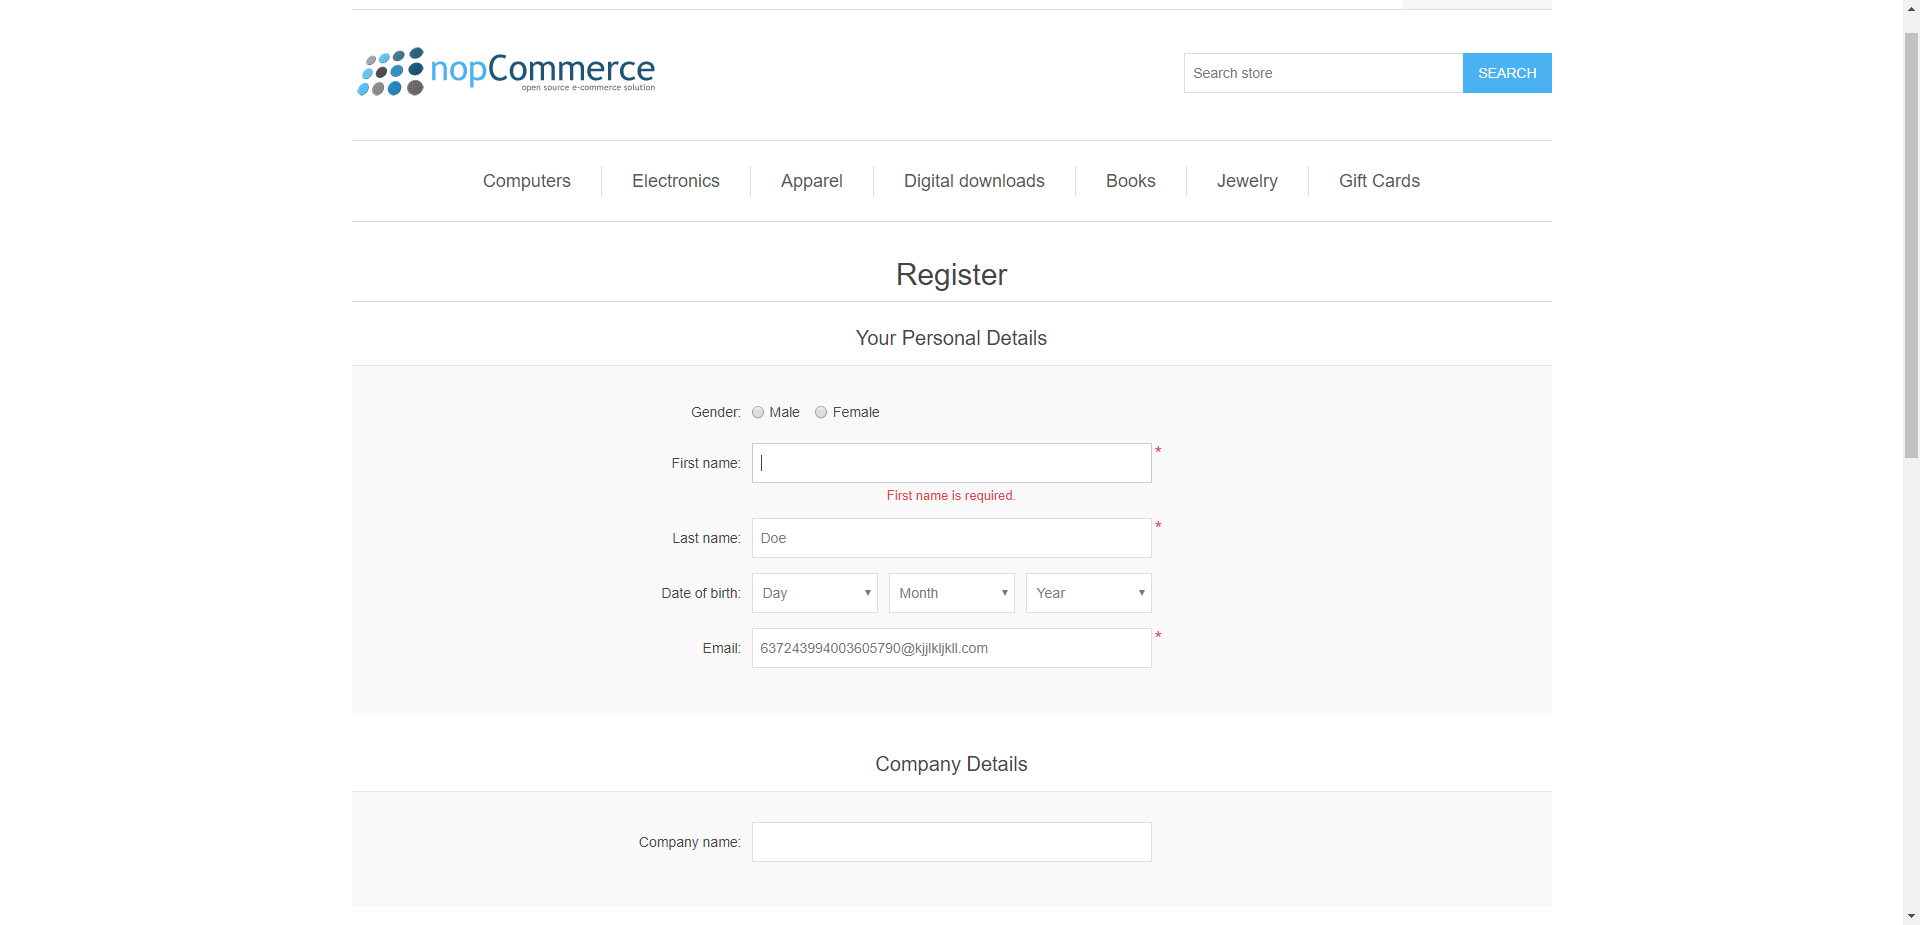 nopCommerce
open source e-commerce solution
Search store
SEARCH
Computers
Electronics
Apparel
Digital downloads
Books
Jewelry
Gift Cards
Register
Your Personal Details
Gender: Male Female
First name: *
First name is required.
Last name: Doe *
Date of birth: Day Month Year
Email: 637243994003605790@kjjlkljkll.com *
Company Details
Company name: